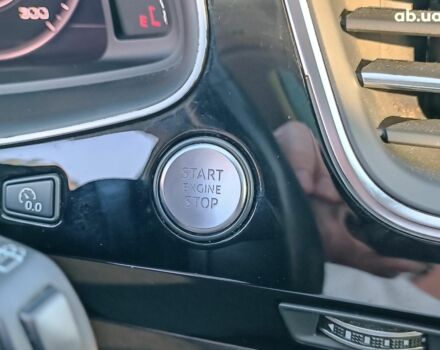 ab.ua
300
E
0.0
START
ENGINE
STOP